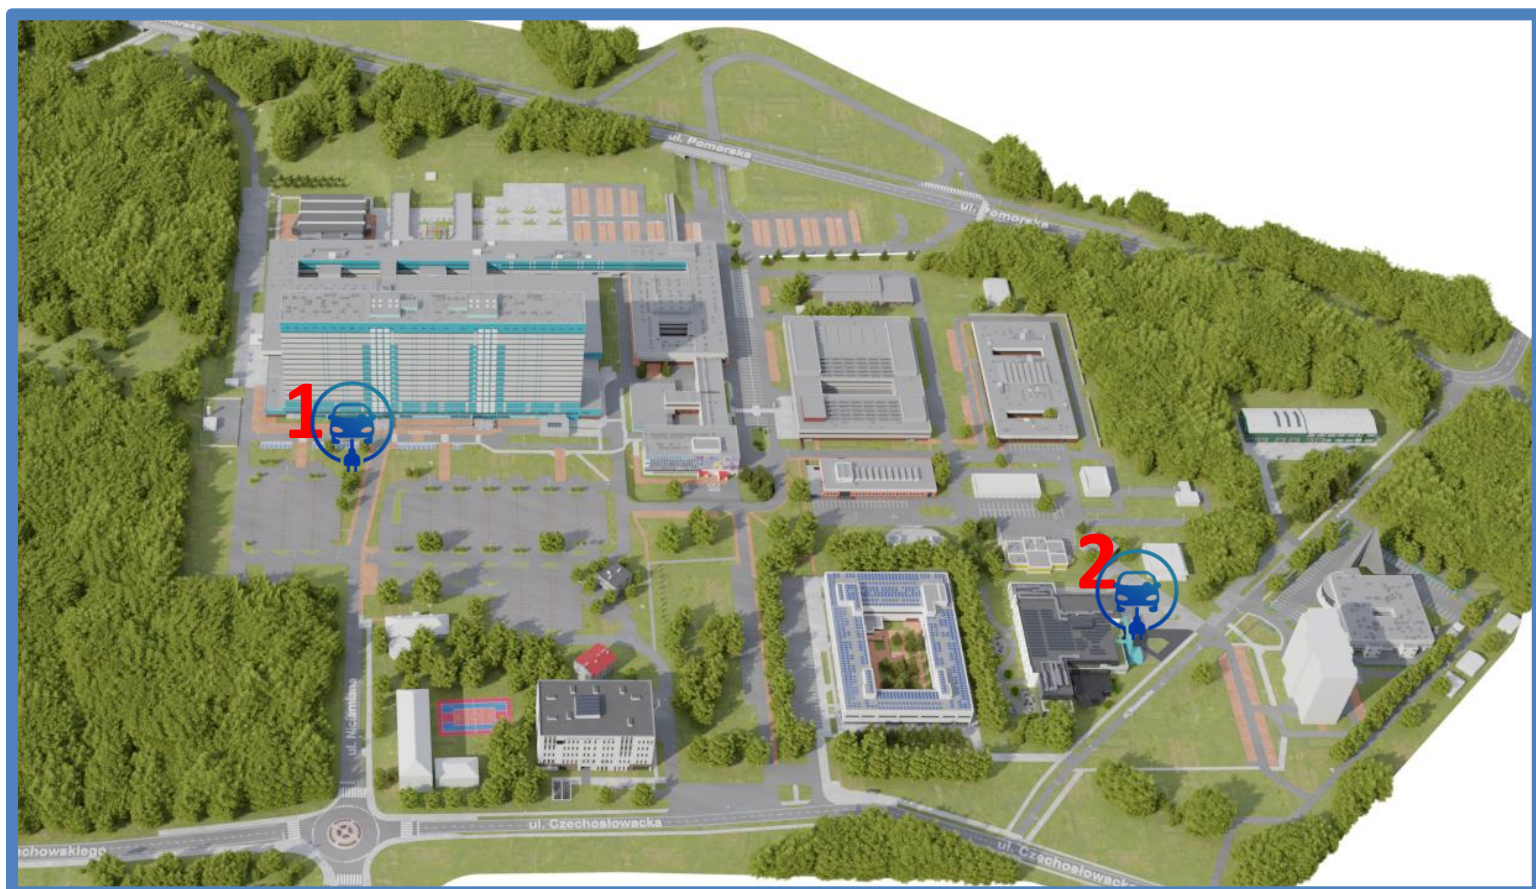 ul. Pomorska
ul. Pomorska
1
2
ul. Niciarniana
ul. Czechosłowacka
chowskiego
ul. Czechosłowacka